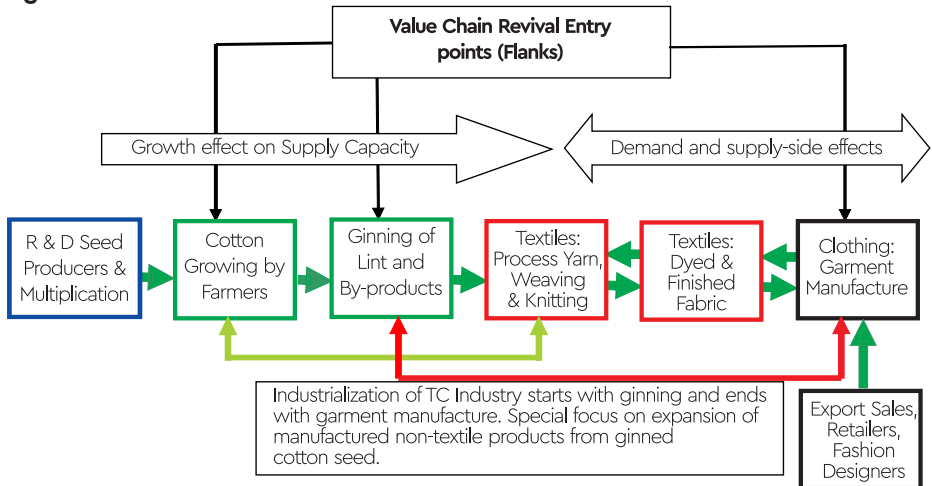 Value Chain Revival Entry
points (Flanks)
Growth effect on Supply Capacity
Demand and supply-side effects
R & D Seed
Producers &
Multiplication
Cotton
Growing by
Farmers
Ginning of
Lint and
By-products
Textiles:
Process Yarn,
Weaving
& Knitting
Textiles:
Dyed &
Finished
Fabric
Clothing:
Garment
Manufacture
Industrialization of TC Industry starts with ginning and ends
with garment manufacture. Special focus on expansion of
manufactured non-textile products from ginned
cotton seed.
Export Sales,
Retailers,
Fashion
Designers